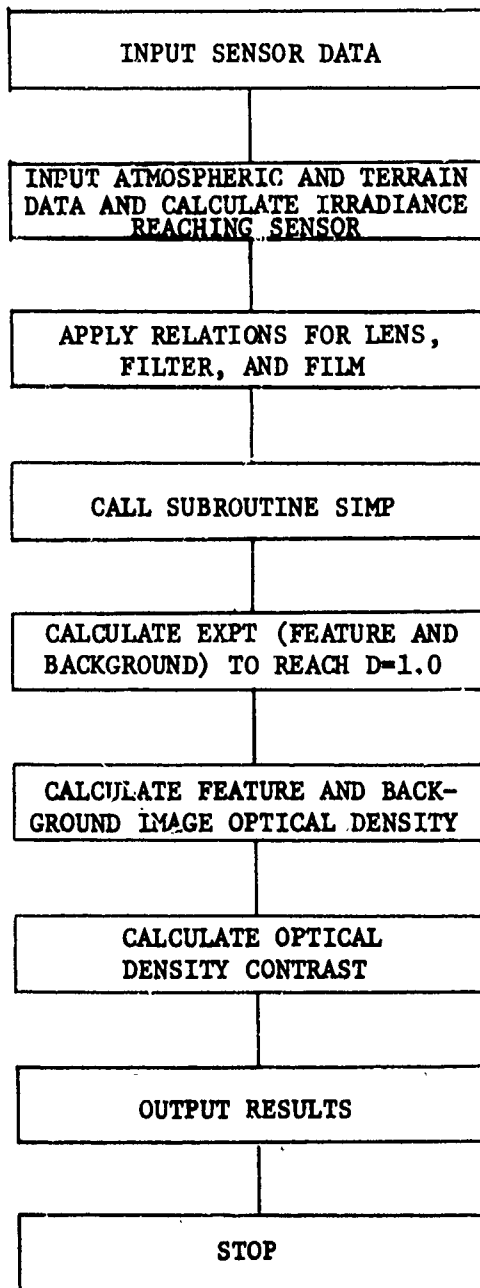 INPUT SENSOR DATA
INPUT ATMOSPHERIC AND TERRAIN
DATA AND CALCULATE IRRADIANCE
REACHING SENSOR
APPLY RELATIONS FOR LENS,
FILTER, AND FILM
CALL SUBROUTINE SIMP
CALCULATE EXPT (FEATURE AND
BACKGROUND) TO REACH D=1.0
CALCULATE FEATURE AND BACK-
GROUND IMAGE OPTICAL DENSITY
CALCULATE OPTICAL
DENSITY CONTRAST
OUTPUT RESULTS
STOP